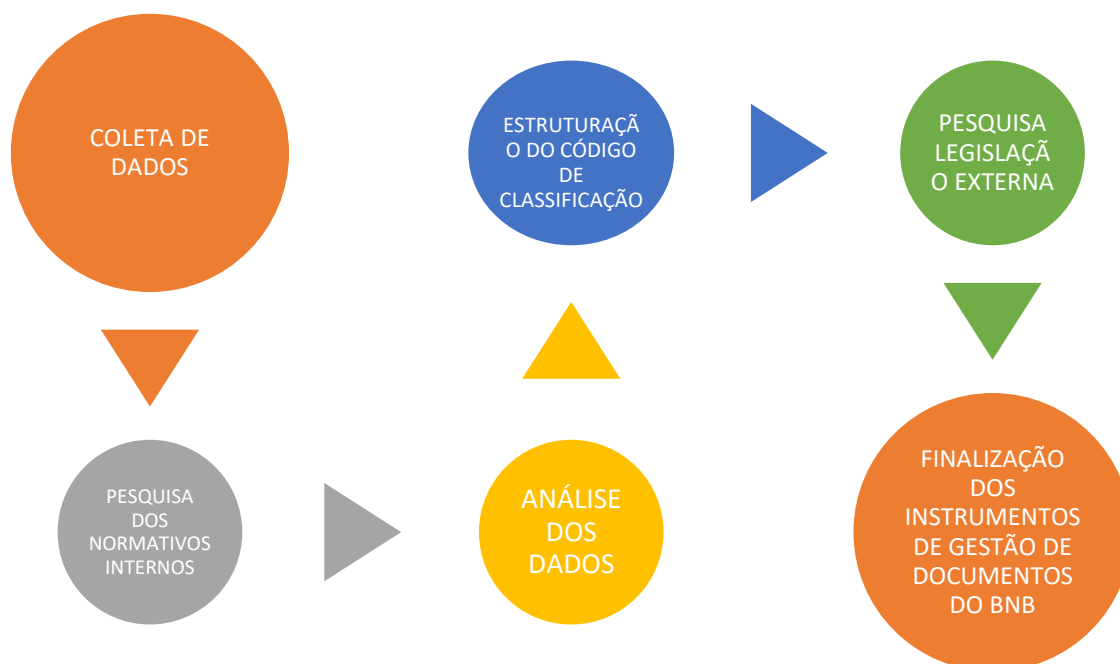 COLETA DE
DADOS
PESQUISA
DOS
NORMATIVOS
INTERNOS
ANÁLISE
DOS
DADOS
ESTRUTURAÇÃ
O DO CÓDIGO
DE
CLASSIFICAÇÃO
PESQUISA
LEGISLAÇÃ
O EXTERNA
FINALIZAÇÃO
DOS
INSTRUMENTOS
DE GESTÃO DE
DOCUMENTOS
DO BNB